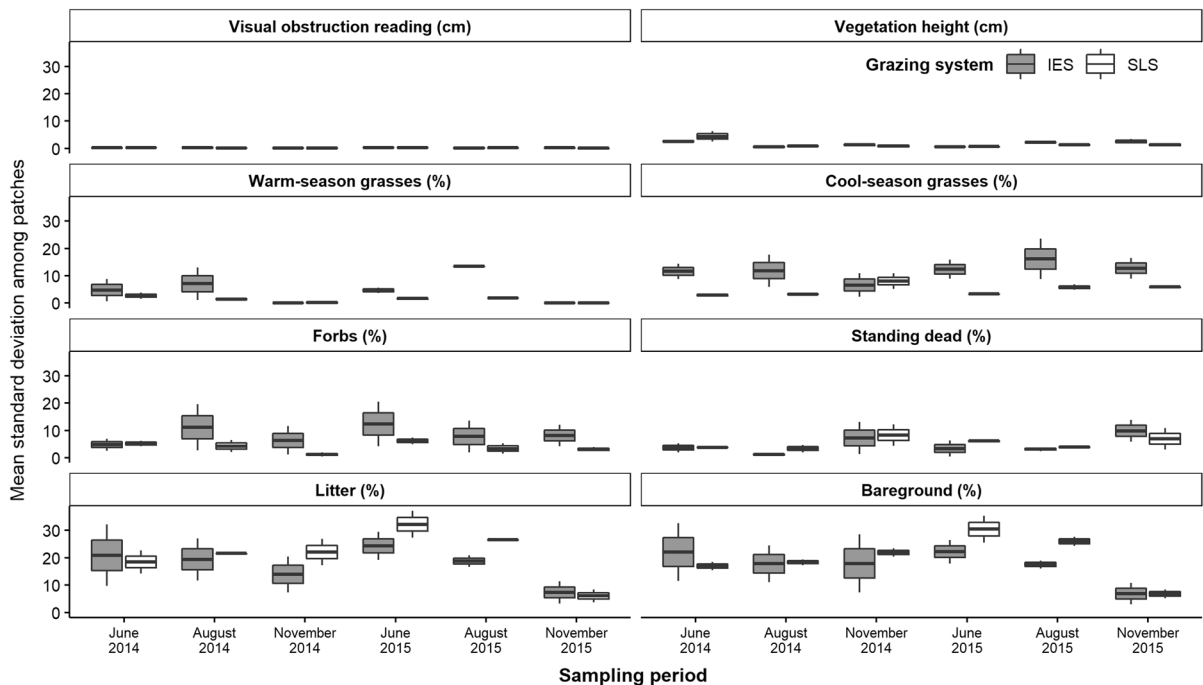 Visual obstruction reading (cm)
Vegetation height (cm)
Grazing system IES SLS
30
20
10
0
Warm-season grasses (%)
Cool-season grasses (%)
30
20
10
0
Mean standard deviation among patches
Forbs (%)
Standing dead (%)
30
20
10
0
Litter (%)
Bareground (%)
30
20
10
0
June August November June August November June August November June August November
2014 2014 2014 2015 2015 2015 2014 2014 2014 2015 2015 2015
Sampling period